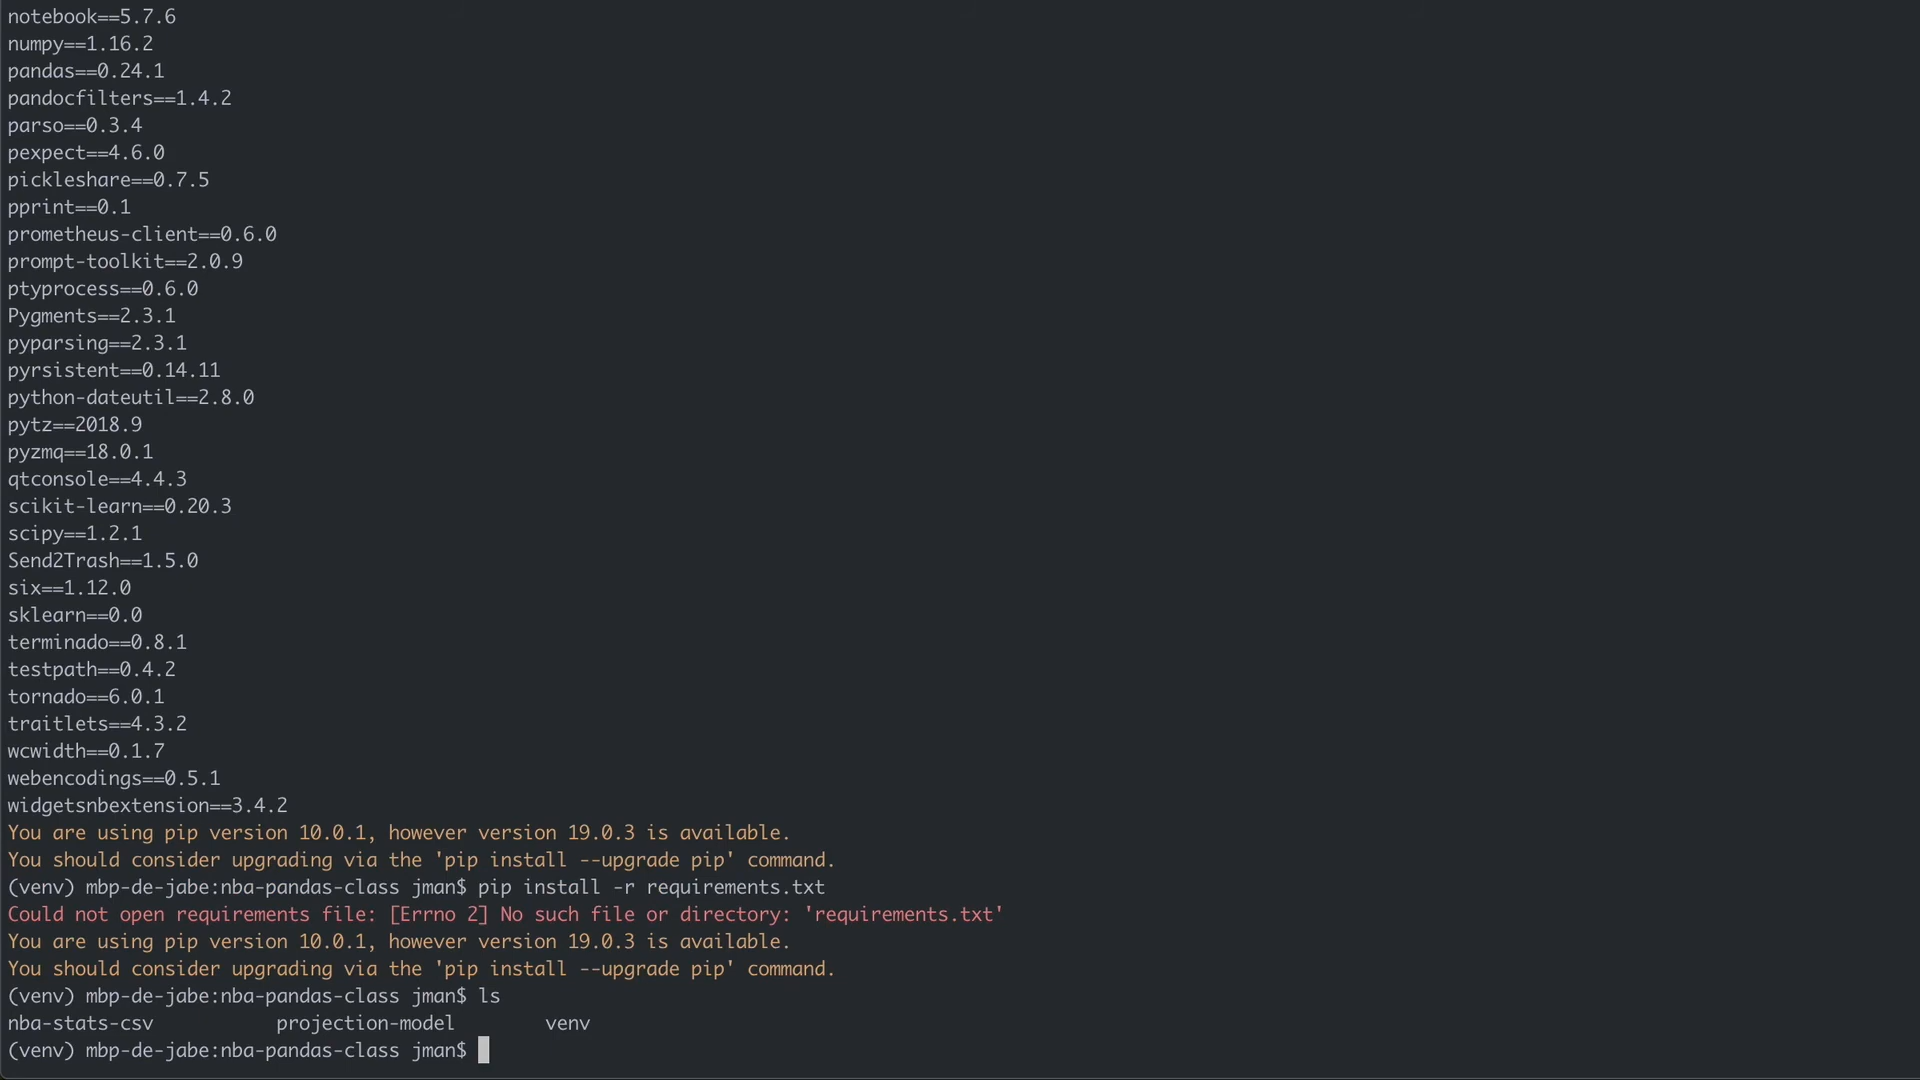 notebook==5.7.6
numpy==1.16.2
pandas==0.24.1
pandocfilters==1.4.2
parso==0.3.4
pexpect==4.6.0
pickleshare==0.7.5
pprint==0.1
prometheus-client==0.6.0
prompt-toolkit==2.0.9
ptyprocess==0.6.0
Pygments==2.3.1
pyparsing==2.3.1
pyrsistent==0.14.11
python-dateutil==2.8.0
pytz==2018.9
pyzmq==18.0.1
qtconsole==4.4.3
scikit-learn==0.20.3
scipy==1.2.1
Send2Trash==1.5.0
six==1.12.0
sklearn==0.0
terminado==0.8.1
testpath==0.4.2
tornado==6.0.1
traitlets==4.3.2
wcwidth==0.1.7
webencodings==0.5.1
widgetsnbextension==3.4.2
You are using pip version 10.0.1, however version 19.0.3 is available.
You should consider upgrading via the 'pip install --upgrade pip' command.
(venv) mbp-de-jabe:nba-pandas-class jman$ pip install -r requirements.txt
Could not open requirements file: [Errno 2] No such file or directory: 'requirements.txt'
You are using pip version 10.0.1, however version 19.0.3 is available.
You should consider upgrading via the 'pip install --upgrade pip' command.
(venv) mbp-de-jabe:nba-pandas-class jman$ ls
nba-stats-csv projection-model venv
(venv) mbp-de-jabe:nba-pandas-class jman$